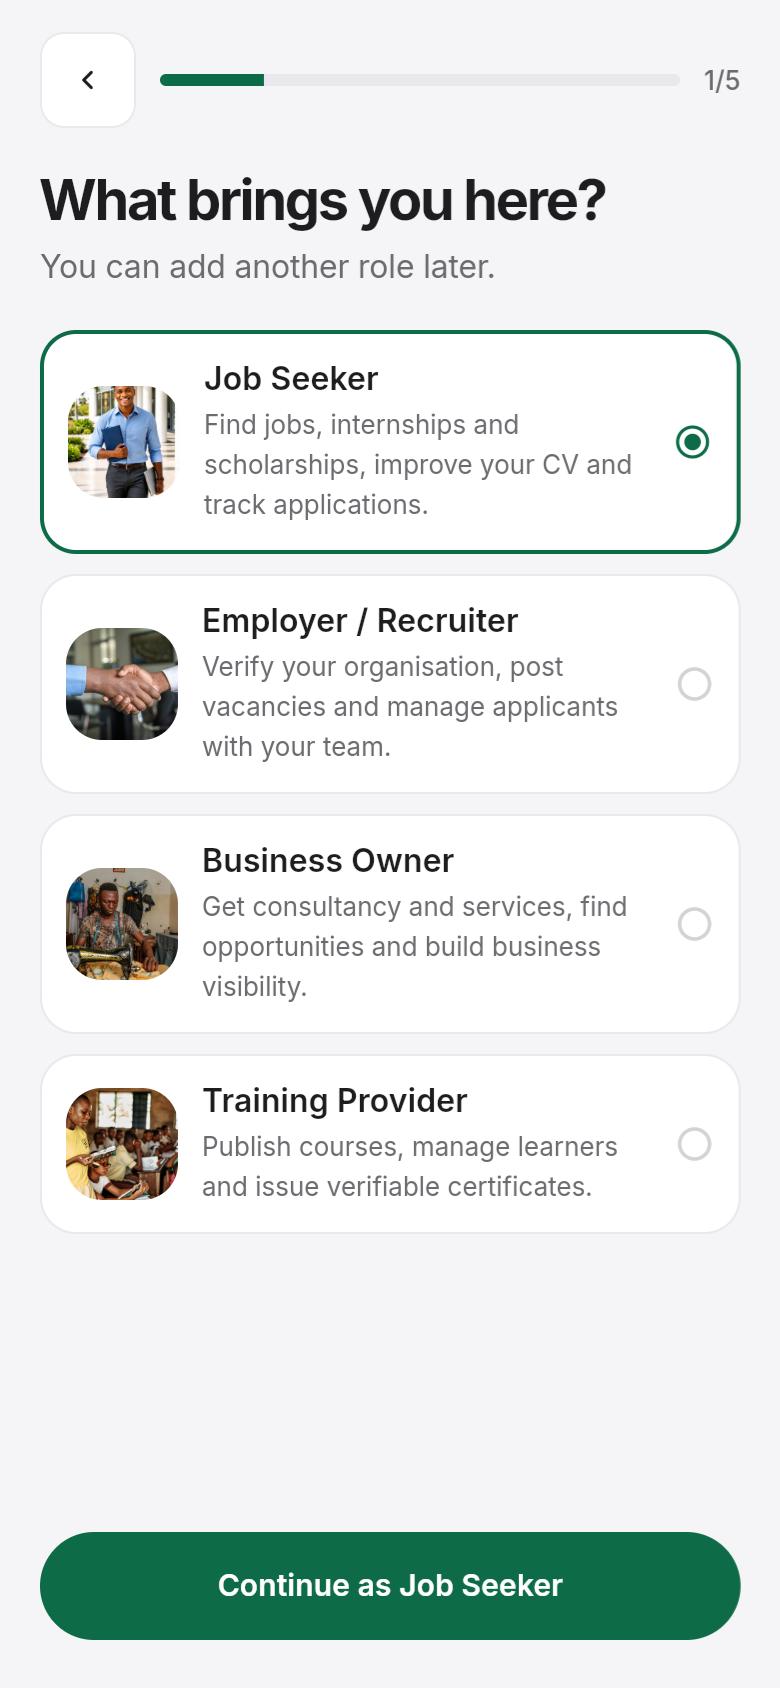 1/5
What brings you here?
You can add another role later.
Job Seeker
Find jobs, internships and
scholarships, improve your CV and
track applications.
Employer / Recruiter
Verify your organisation, post
vacancies and manage applicants
with your team.
Business Owner
Get consultancy and services, find
opportunities and build business
visibility.
Training Provider
Publish courses, manage learners
and issue verifiable certificates.
Continue as Job Seeker